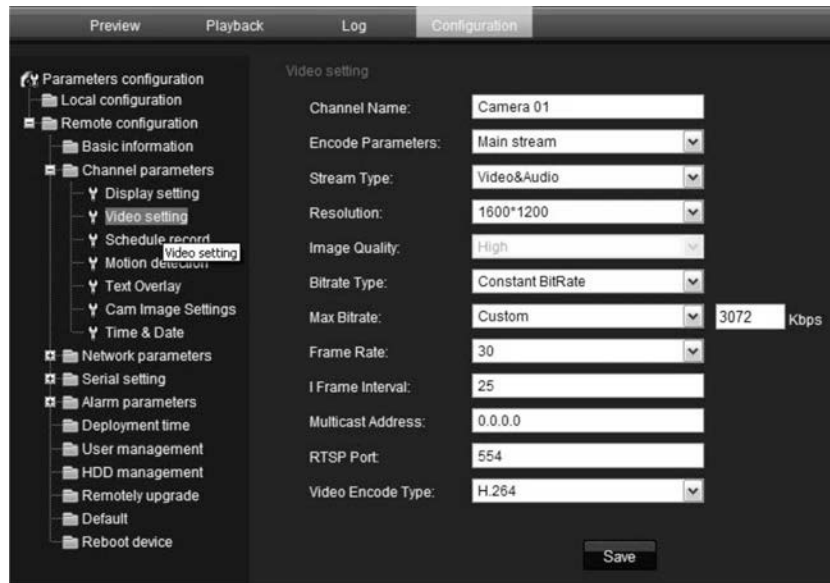 Preview Playback Log Configuration
Parameters configuration
Local configuration
Remote configuration
Basic information
Channel parameters
Display setting
Video setting
Schedule record
Video setting
Motion detection
Text Overlay
Cam Image Settings
Time & Date
Network parameters
Serial setting
Alarm parameters
Deployment time
User management
HDD management
Remotely upgrade
Default
Reboot device
Video setting
Channel Name: Camera 01
Encode Parameters: Main stream
Stream Type: Video&Audio
Resolution: 1600*1200
Image Quality: High
Bitrate Type: Constant BitRate
Max Bitrate: Custom 3072 Kbps
Frame Rate: 30
I Frame Interval: 25
Multicast Address: 0.0.0.0
RTSP Port: 554
Video Encode Type: H.264
Save